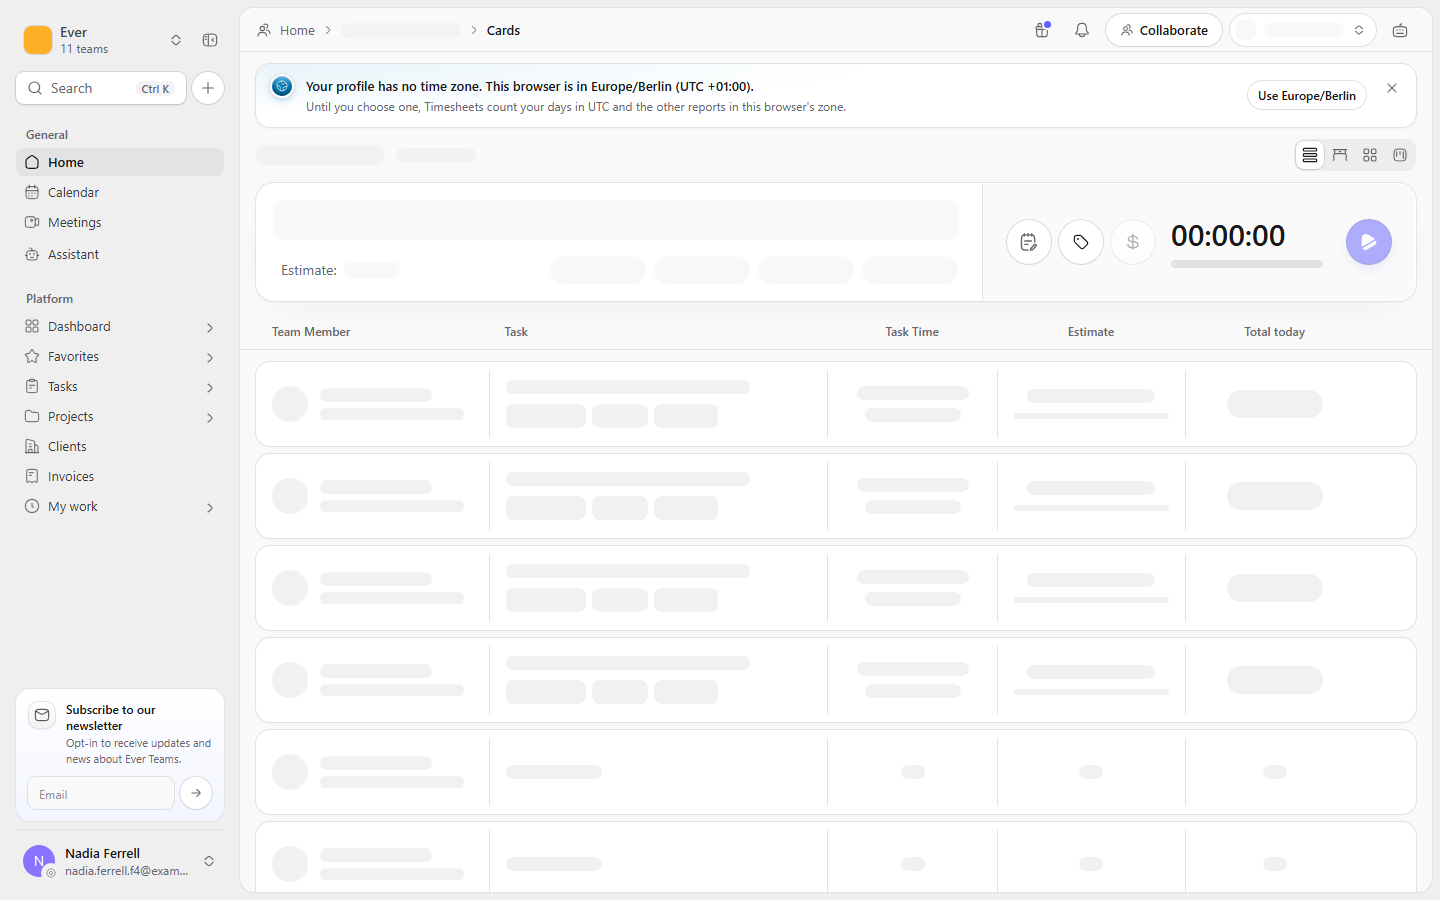 Ever
11 teams
Search
Ctrl K
General
Home
Calendar
Meetings
Assistant
Platform
Dashboard
Favorites
Tasks
Projects
Clients
Invoices
My work
Subscribe to our
newsletter
Opt-in to receive updates and
news about Ever Teams.
Email
N
Nadia Ferrell
nadia.ferrell.f4@exam...
Home
Cards
Collaborate
Your profile has no time zone. This browser is in Europe/Berlin (UTC +01:00).
Until you choose one, Timesheets count your days in UTC and the other reports in this browser's zone.
Use Europe/Berlin
Estimate:
00:00:00
Team Member
Task
Task Time
Estimate
Total today